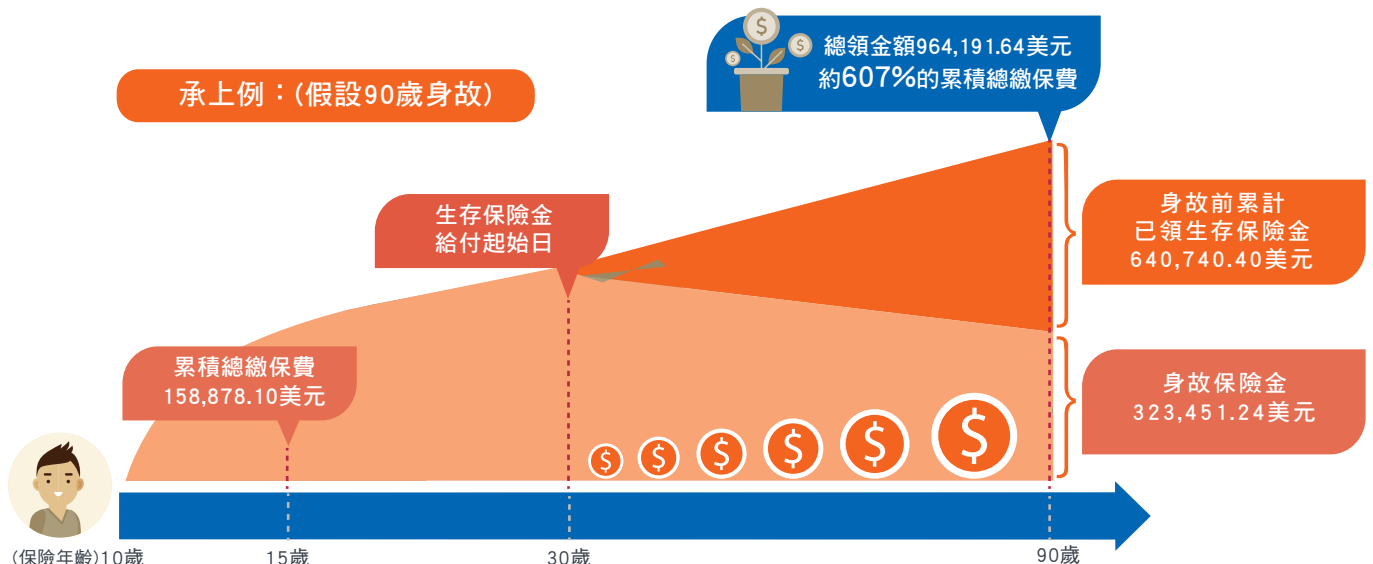 總領金額964,191.64美元
約607%的累積總繳保費
承上例：(假設90歲身故)
生存保險金
給付起始日
身故前累計
已領生存保險金
640,740.40美元
累積總繳保費
158,878.10美元
身故保險金
323,451.24美元
(保險年齡)10歲
15歲
30歲
90歲